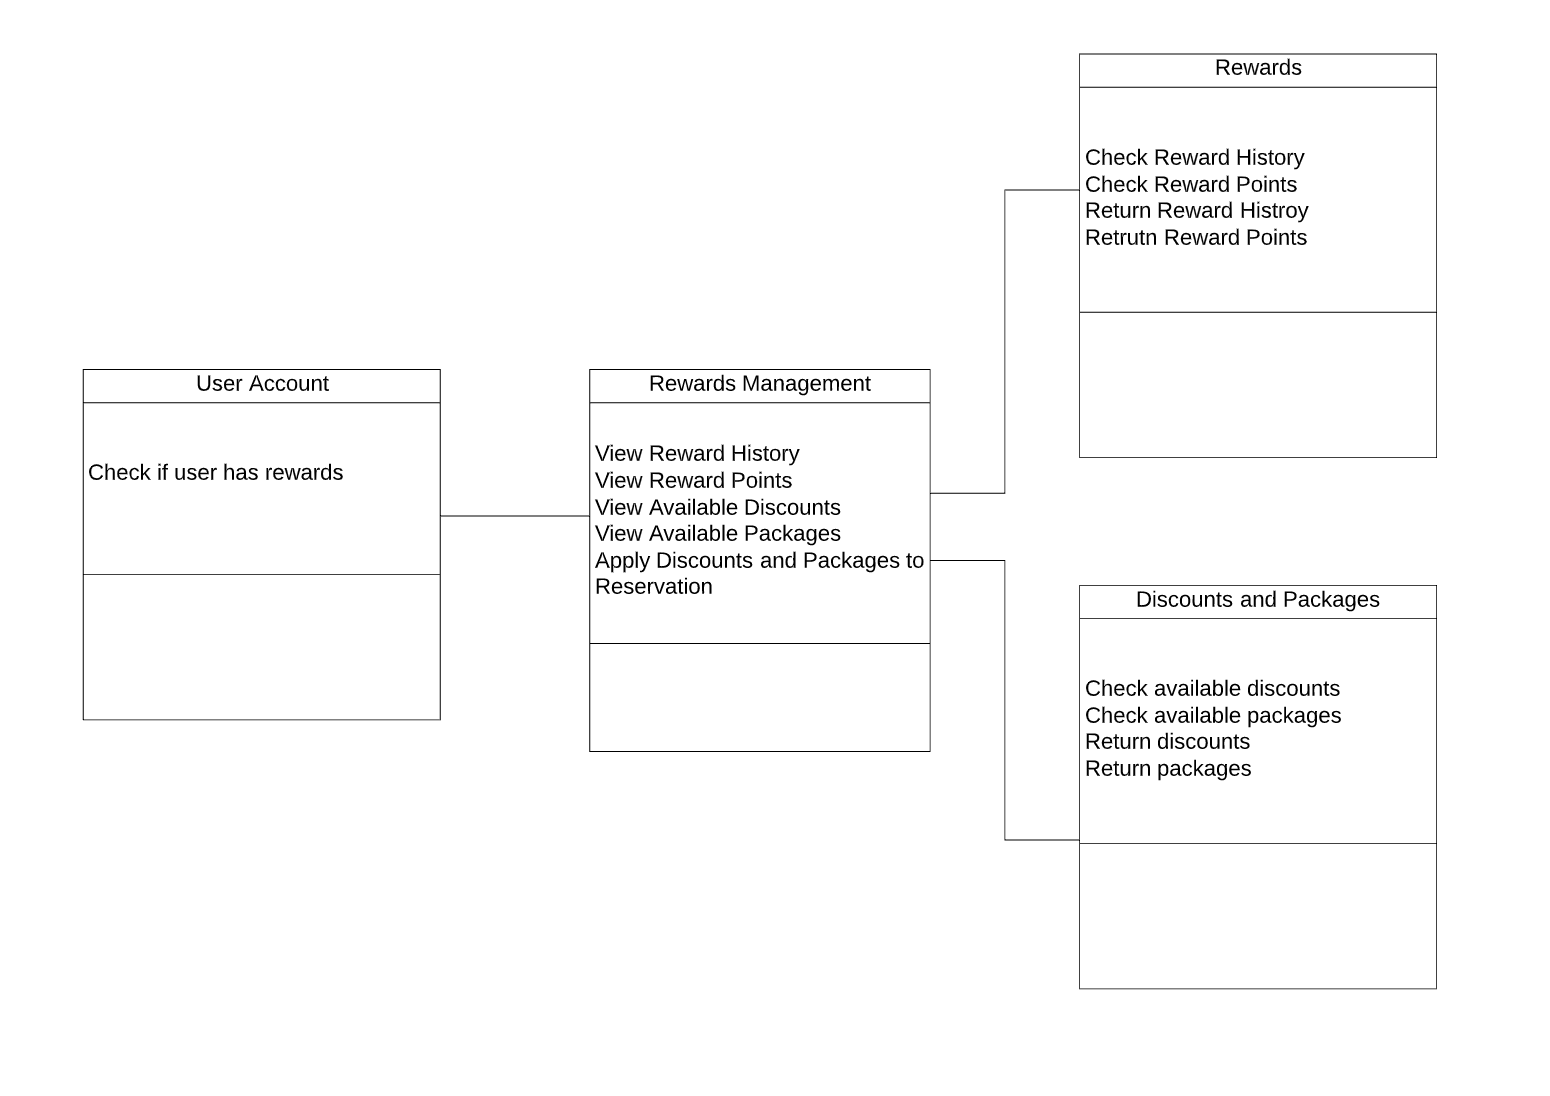 Rewards
Check Reward History
Check Reward Points
Return Reward Histroy
Retrutn Reward Points
User Account
Check if user has rewards
Rewards Management
View Reward History
View Reward Points
View Available Discounts
View Available Packages
Apply Discounts and Packages to
Reservation
Discounts and Packages
Check available discounts
Check available packages
Return discounts
Return packages